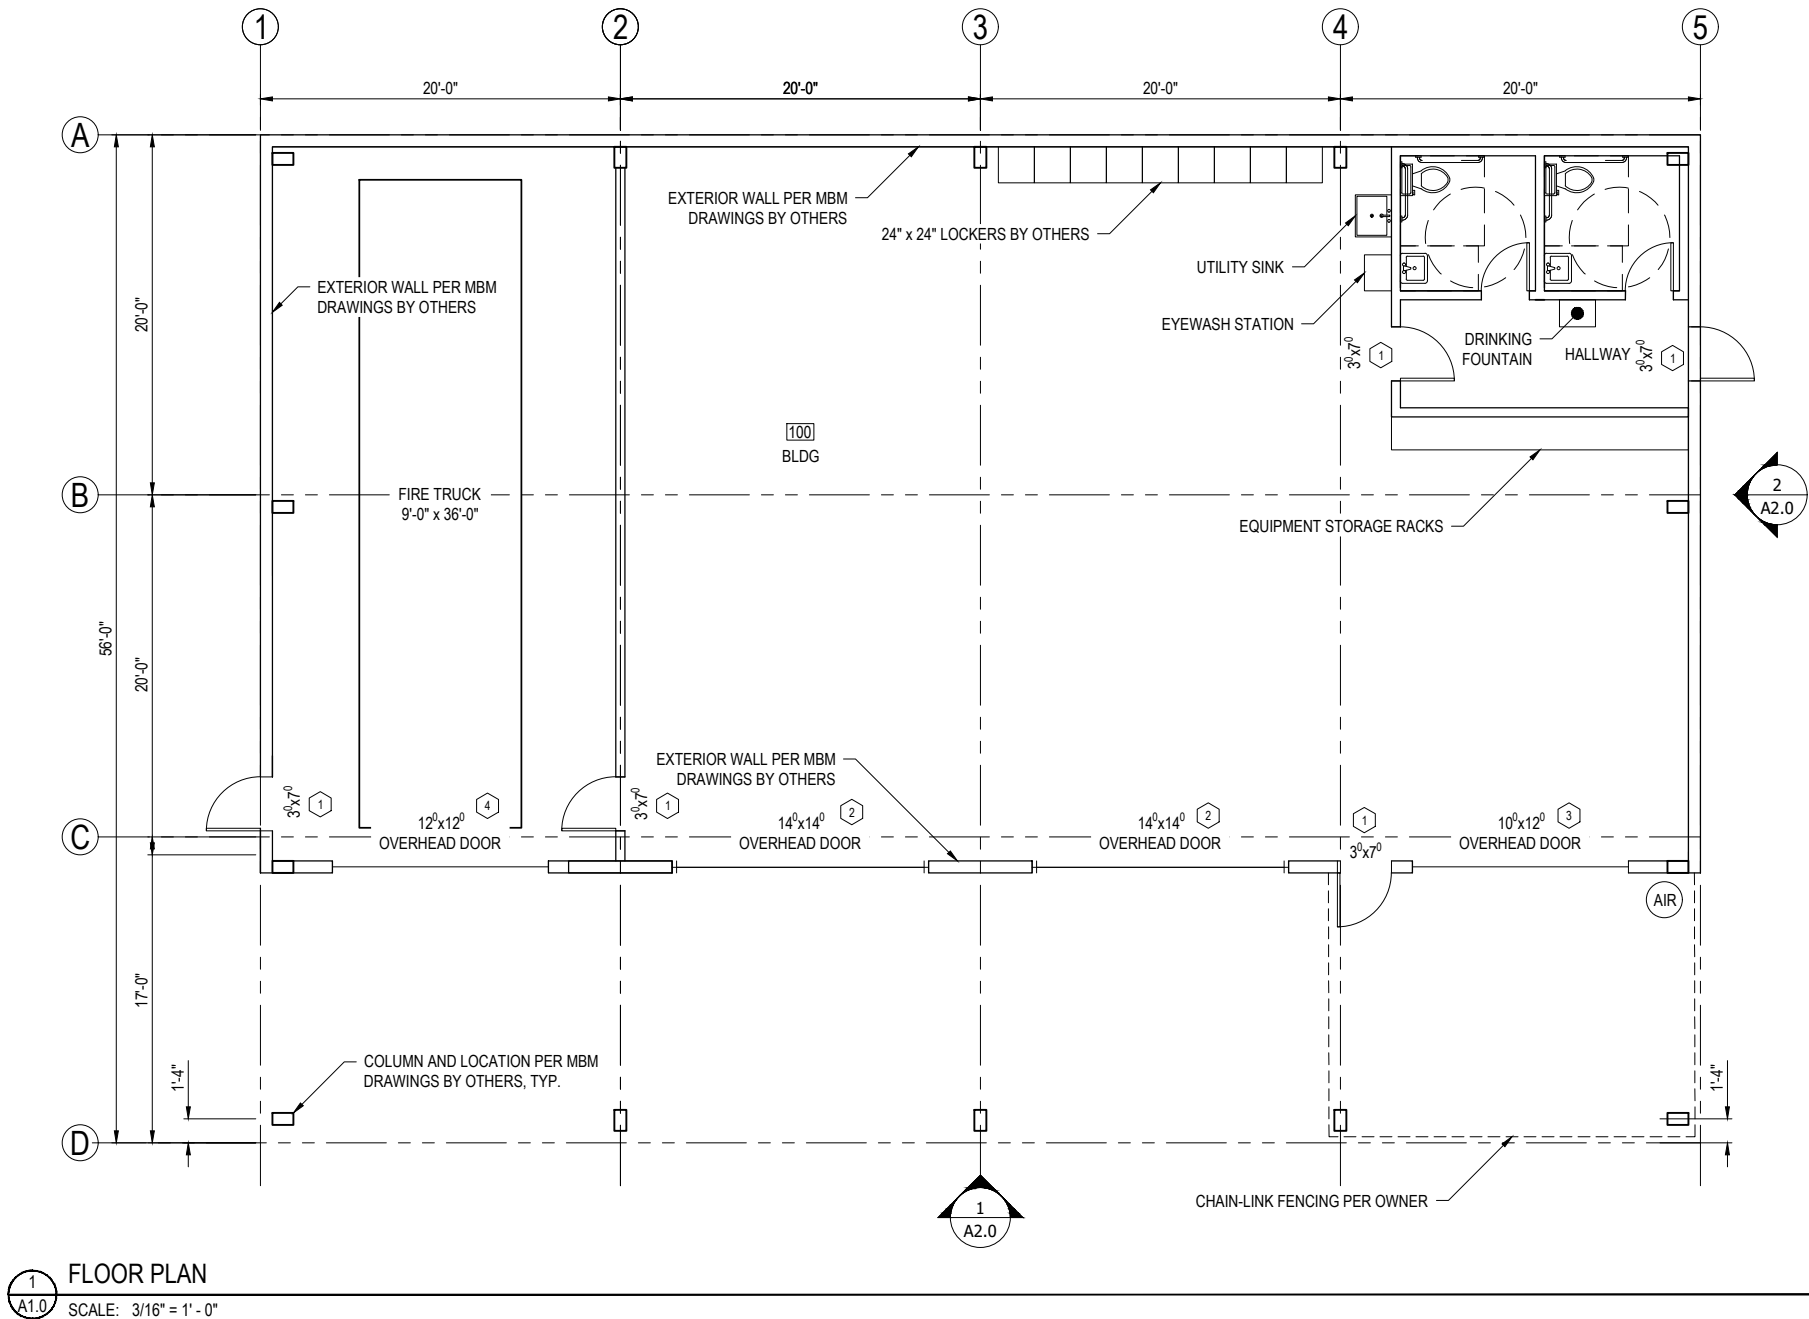 1 2 3 4 5
20'-0" 20'-0" 20'-0" 20'-0"
A
EXTERIOR WALL PER MBM
DRAWINGS BY OTHERS
24" x 24" LOCKERS BY OTHERS
UTILITY SINK
EXTERIOR WALL PER MBM
DRAWINGS BY OTHERS
20'-0"
EYEWASH STATION
DRINKING
FOUNTAIN
HALLWAY
3⁰x7⁰ 1
3⁰x7⁰ 1
100
BLDG
B
FIRE TRUCK
9'-0" x 36'-0"
2
A2.0
EQUIPMENT STORAGE RACKS
56'-0"
20'-0"
EXTERIOR WALL PER MBM
DRAWINGS BY OTHERS
3⁰x7⁰ 1
12⁰x12⁰ 4
OVERHEAD DOOR
3⁰x7⁰ 1
14⁰x14⁰ 2
OVERHEAD DOOR
14⁰x14⁰ 2
OVERHEAD DOOR
1
3⁰x7⁰
10⁰x12⁰ 3
OVERHEAD DOOR
C
AIR
17'-0"
COLUMN AND LOCATION PER MBM
DRAWINGS BY OTHERS, TYP.
1'-4"
1'-4"
D
CHAIN-LINK FENCING PER OWNER
1
A2.0
1
A1.0
FLOOR PLAN
SCALE: 3/16" = 1' - 0"